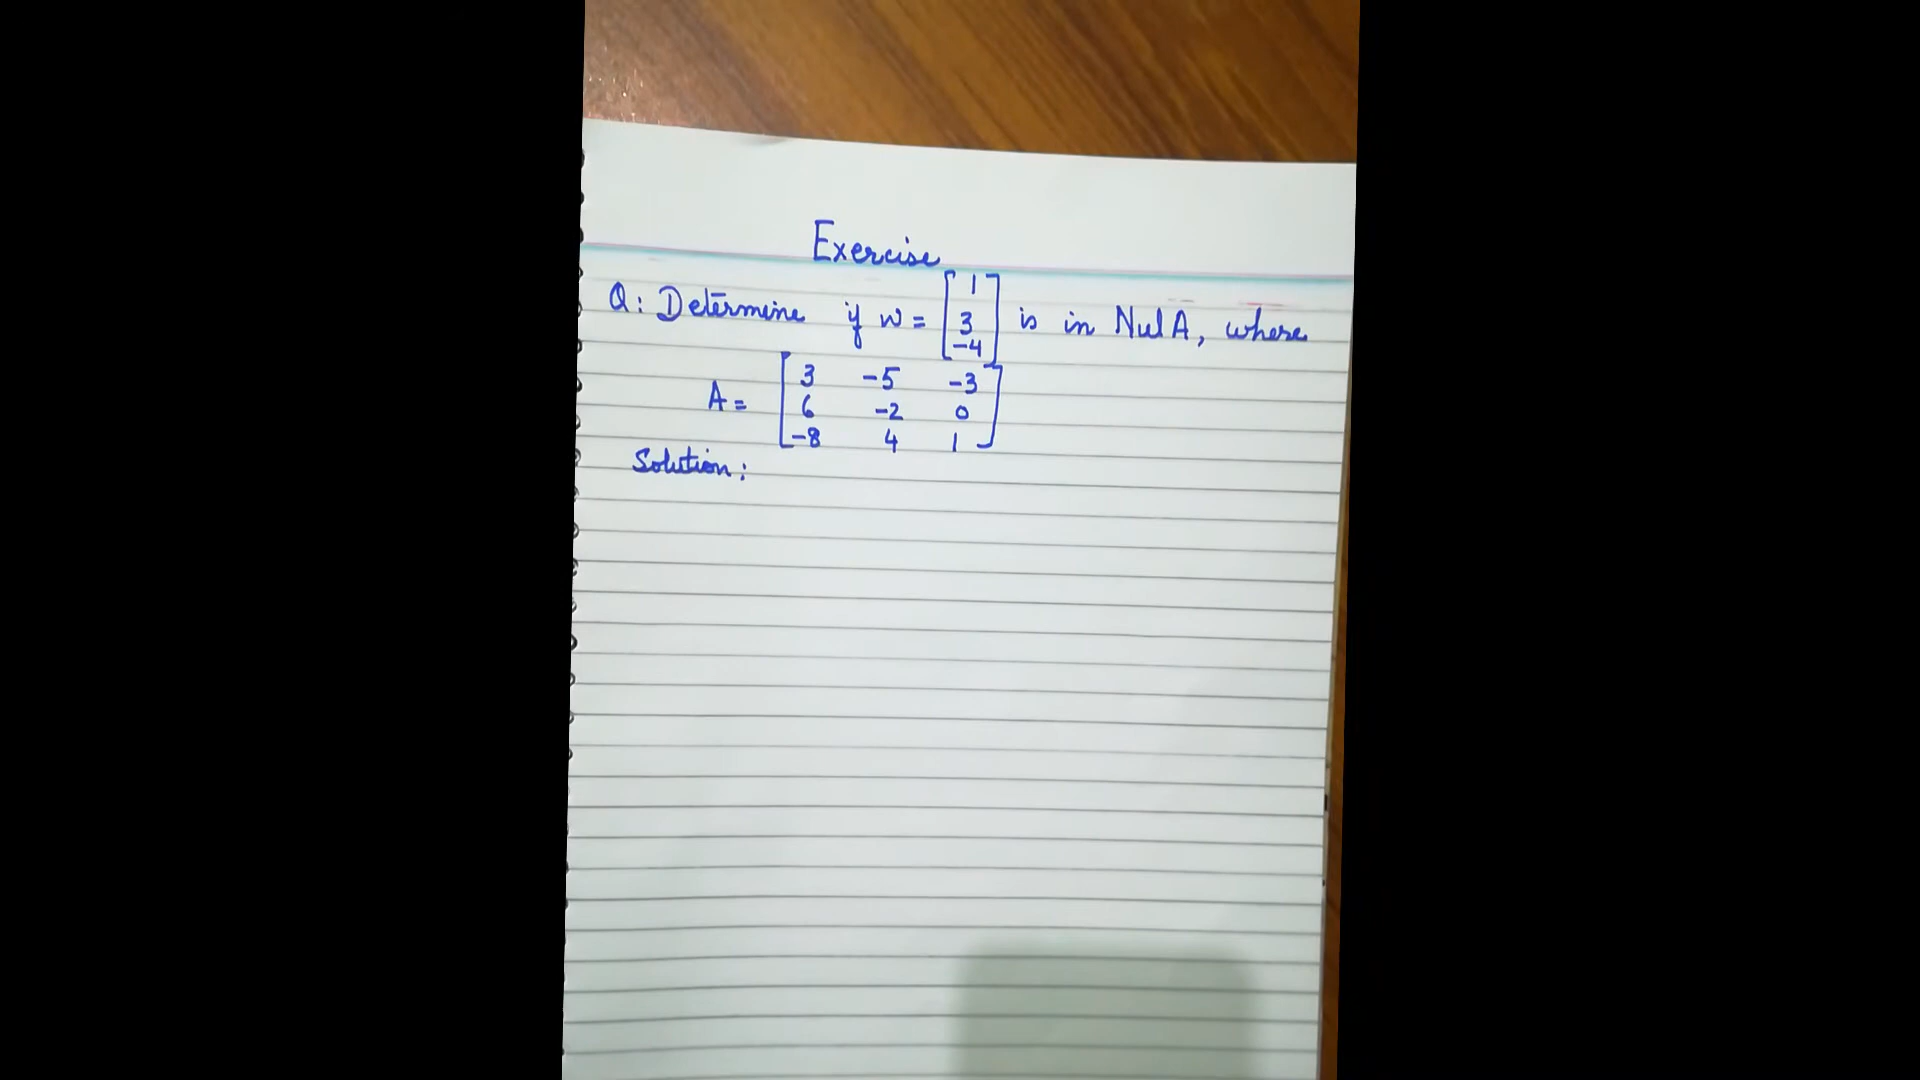 Exercise
Q: Determine if w = [1 3 -4] is in Nul A, where
A = [3 -5 -3
6 -2 0
-8 4 1]
Solution: